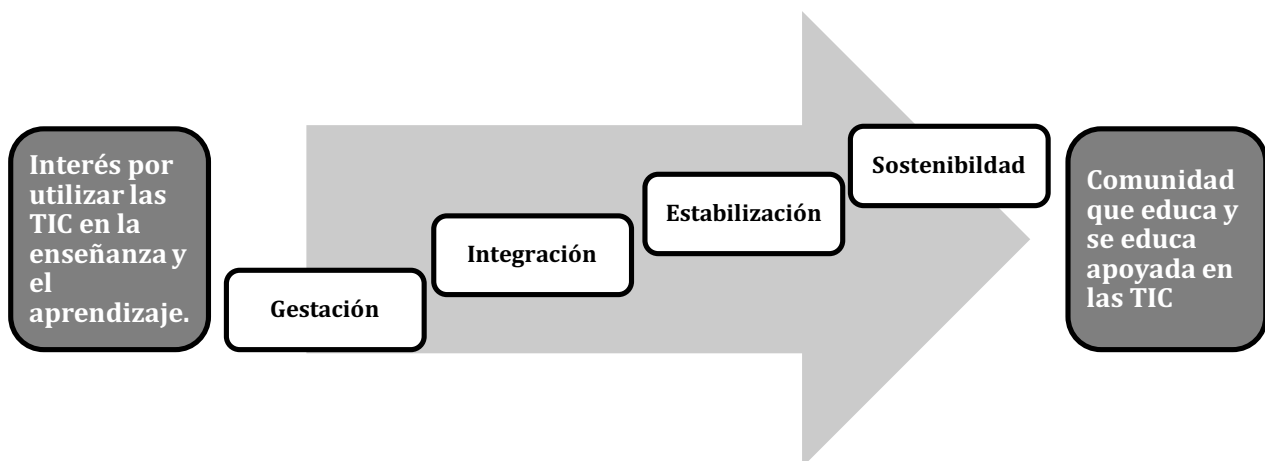 Interés por
utilizar las
TIC en la
enseñanza y
el
aprendizaje.
Gestación
Integración
Estabilización
Sostenibildad
Comunidad
que educa y
se educa
apoyada en
las TIC